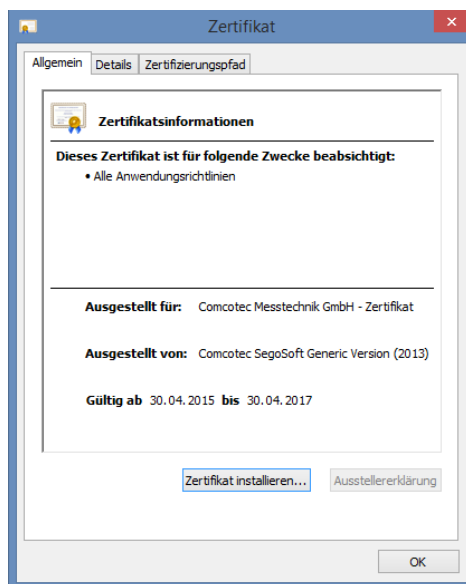 Zertifikat
Allgemein Details Zertifizierungspfad
Zertifikatsinformationen
Dieses Zertifikat ist für folgende Zwecke beabsichtigt:
• Alle Anwendungsrichtlinien
Ausgestellt für: Comcotec Messtechnik GmbH - Zertifikat
Ausgestellt von: Comcotec SegoSoft Generic Version (2013)
Gültig ab 30.04.2015 bis 30.04.2017
Zertifikat installieren... Ausstellererklärung
OK